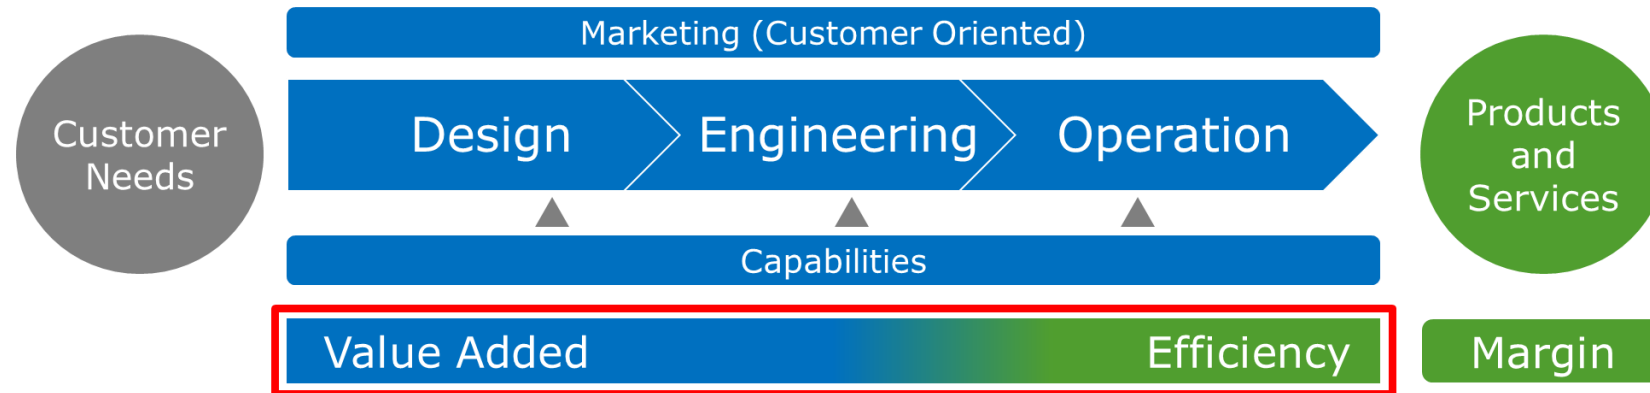 Marketing (Customer Oriented)
Customer
Needs
Design
Engineering
Operation
Products
and
Services
Capabilities
Value Added
Efficiency
Margin